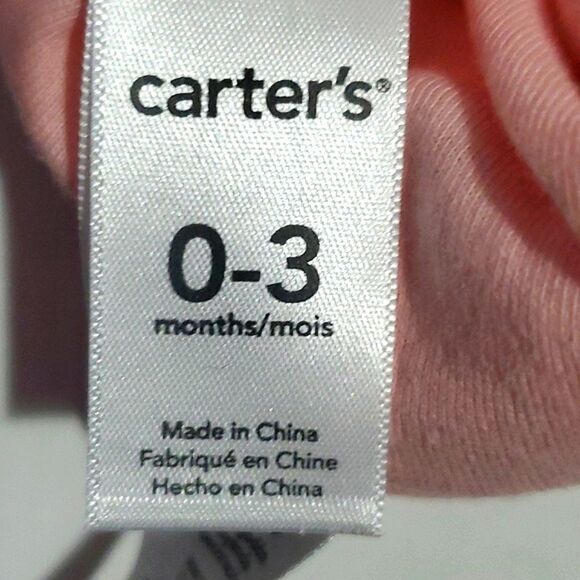 carter's®
0-3
months/mois
Made in China
Fabriqué en Chine
Hecho en China